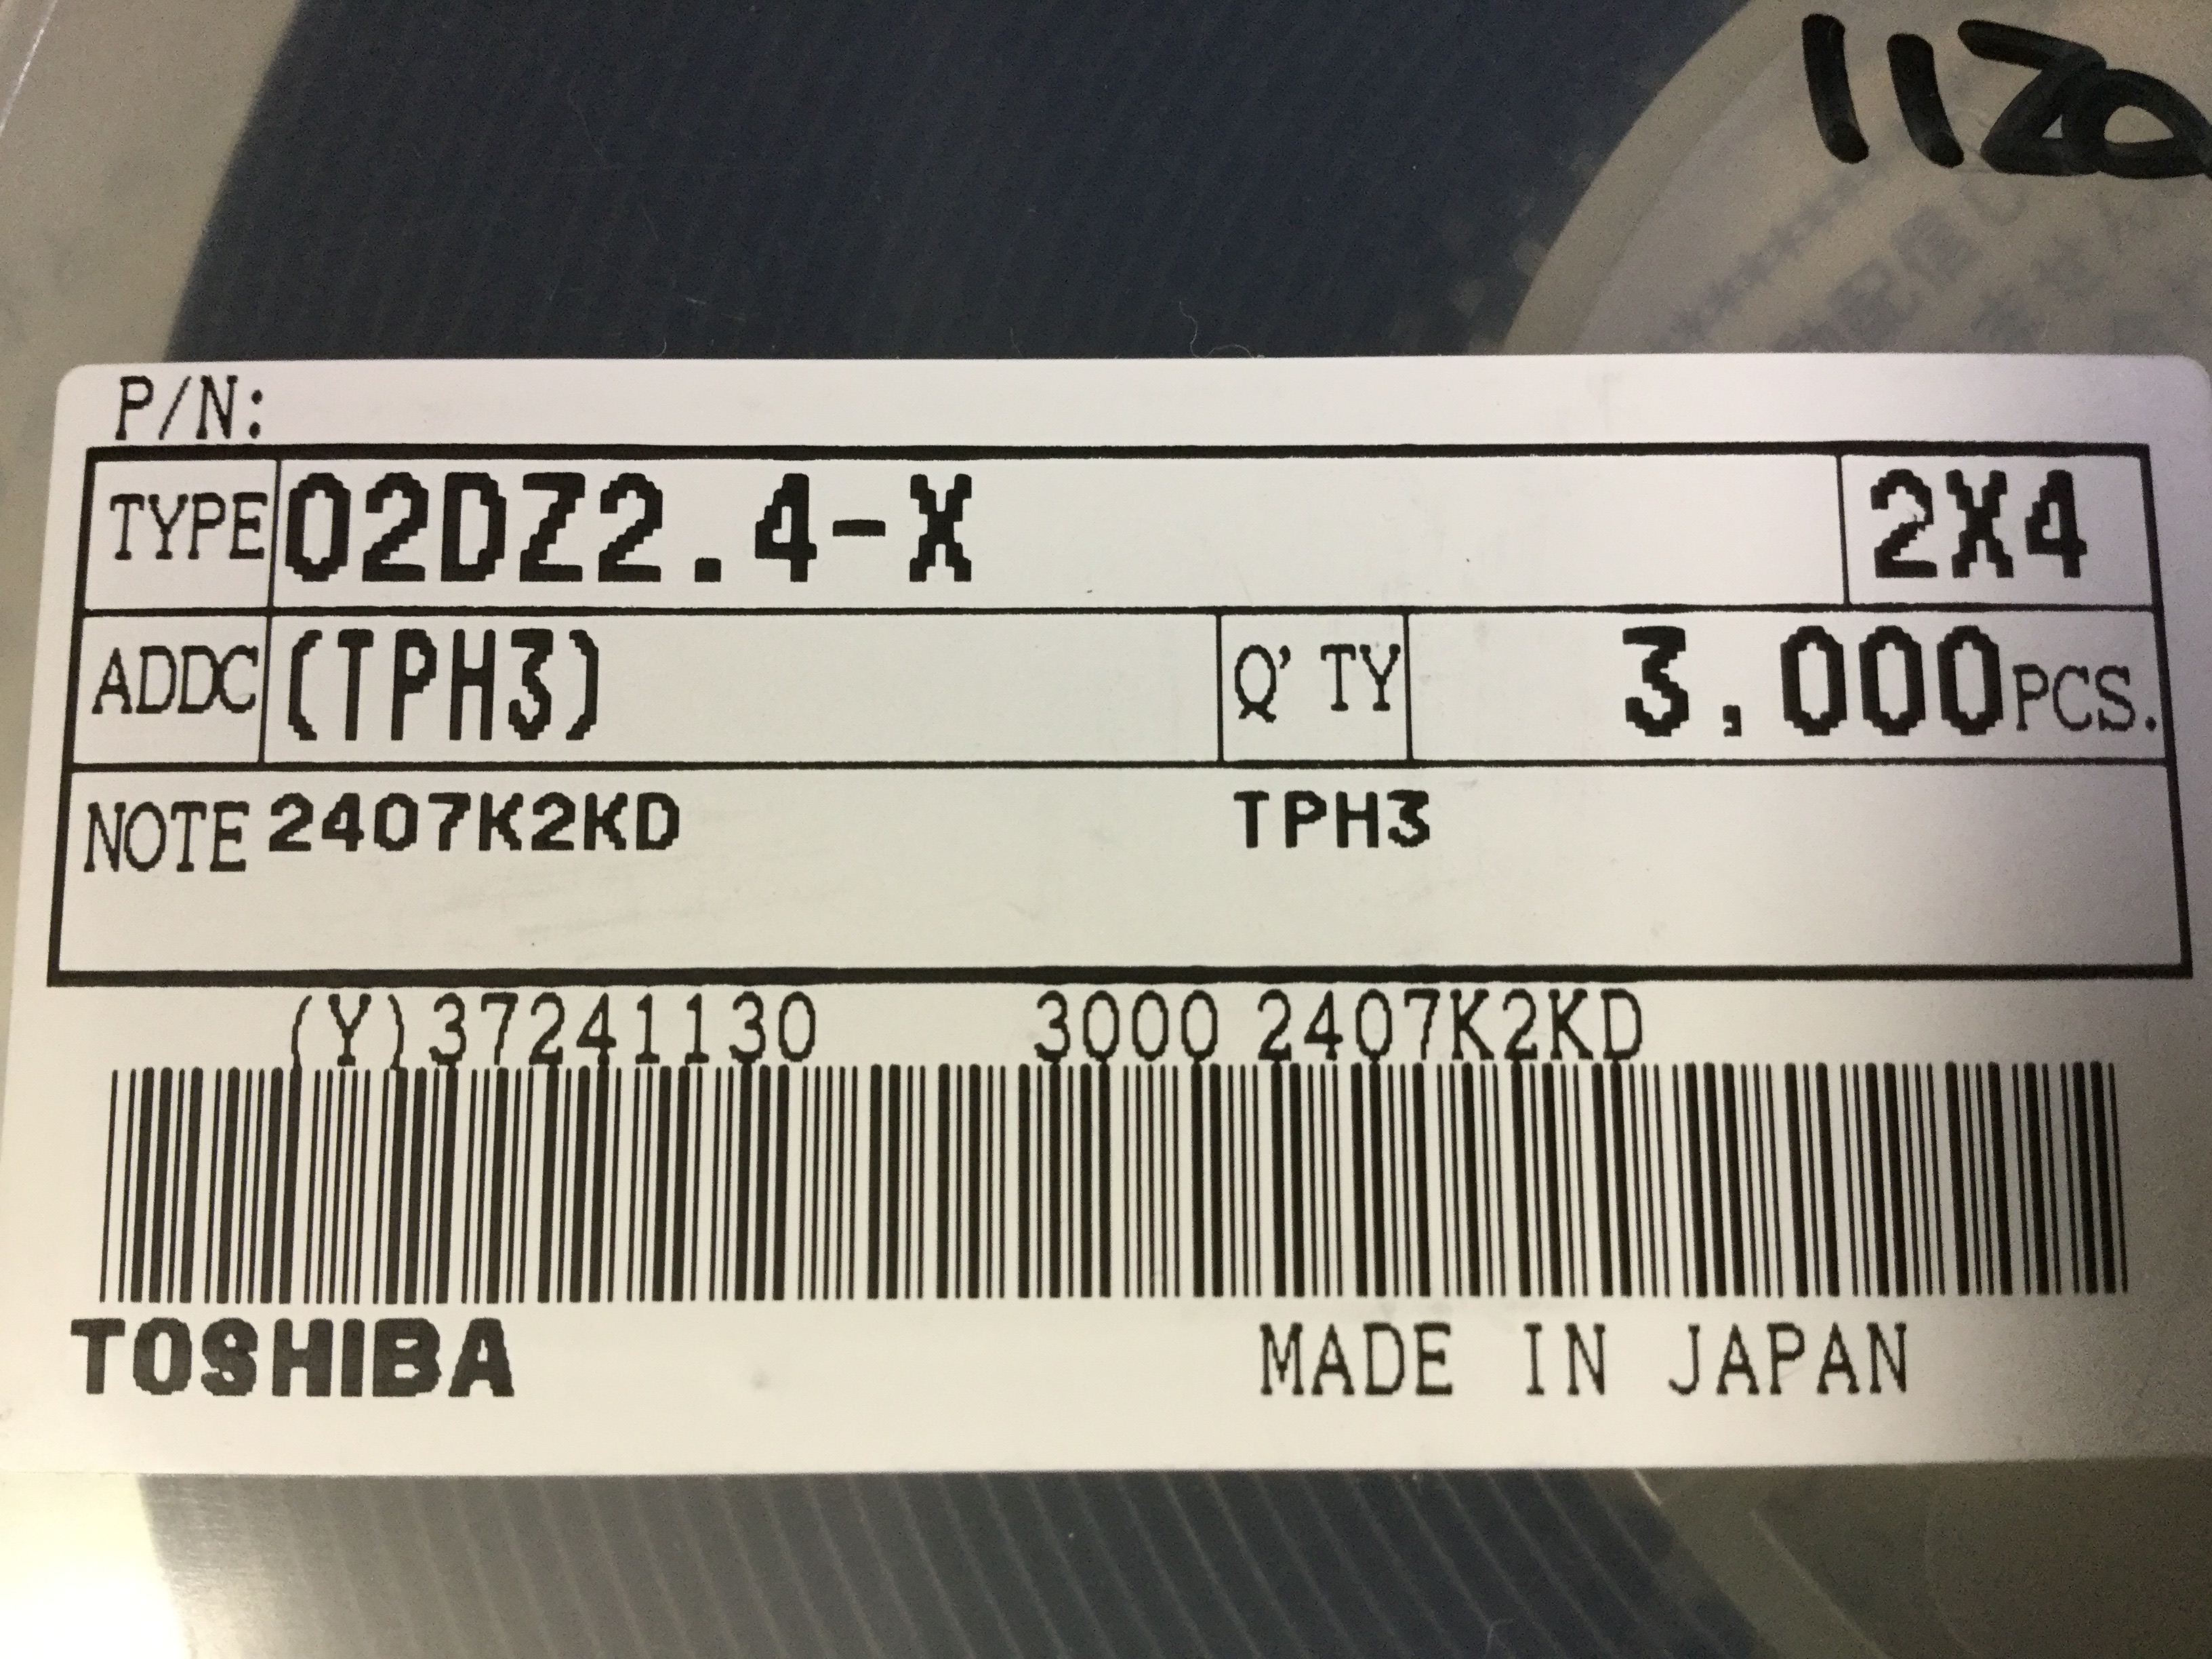 P/N:
TYPE 02DZ2.4-X 2X4
ADDC (TPH3) Q'TY 3,000PCS.
NOTE 2407K2KD TPH3
(Y)37241130 3000 2407K2KD
TOSHIBA MADE IN JAPAN